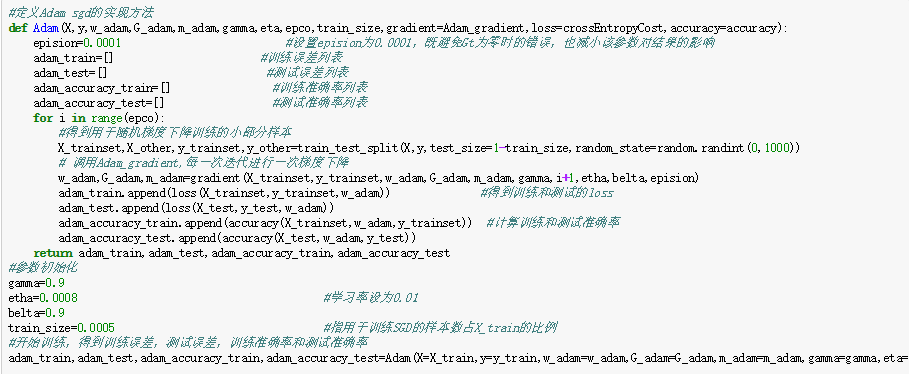 #定义Adam sgd的实现方法
def Adam(X,y,w_adam,G_adam,m_adam,gamma,eta,epco,train_size,gradient=Adam_gradient,loss=crossEntropyCost,accuracy=accuracy):
    epision=0.0001                        #设置epision为0.0001，既避免Gt为零时的错误，也减小该参数对结果的影响
    adam_train=[]                     #训练误差列表
    adam_test=[]                      #测试误差列表
    adam_accuracy_train=[]               #训练准确率列表
    adam_accuracy_test=[]                #测试准确率列表
    for i in range(epco):
        #得到用于随机梯度下降训练的小部分样本
        X_trainset,X_other,y_trainset,y_other=train_test_split(X,y,test_size=1-train_size,random_state=random.randint(0,1000))
        # 调用Adam_gradient,每一次迭代进行一次梯度下降
        w_adam,G_adam,m_adam=gradient(X_trainset,y_trainset,w_adam,G_adam,m_adam,gamma,i+1,etha,belta,epision)
        adam_train.append(loss(X_trainset,y_trainset,w_adam))             #得到训练和测试的loss
        adam_test.append(loss(X_test,y_test,w_adam))
        adam_accuracy_train.append(accuracy(X_trainset,w_adam,y_trainset))  #计算训练和测试准确率
        adam_accuracy_test.append(accuracy(X_test,w_adam,y_test))
    return adam_train,adam_test,adam_accuracy_train,adam_accuracy_test
#参数初始化
gamma=0.9
etha=0.0008                                   #学习率设为0.01
belta=0.9
train_size=0.0005                             #指用于训练SGD的样本数占X_train的比例
#开始训练，得到训练误差，测试误差，训练准确率和测试准确率
adam_train,adam_test,adam_accuracy_train,adam_accuracy_test=Adam(X=X_train,y=y_train,w_adam=w_adam,G_adam=G_adam,m_adam=m_adam,gamma=gamma,eta=